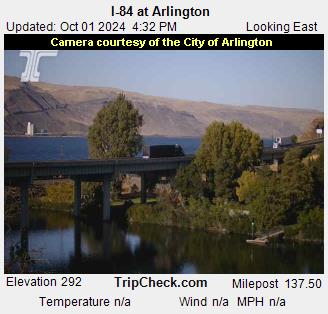 I-84 at Arlington
Updated: Oct 01 2024 4:32 PM Looking East
Camera courtesy of the City of Arlington
Elevation 292 TripCheck.com Milepost 137.50
Temperature n/a Wind n/a MPH n/a